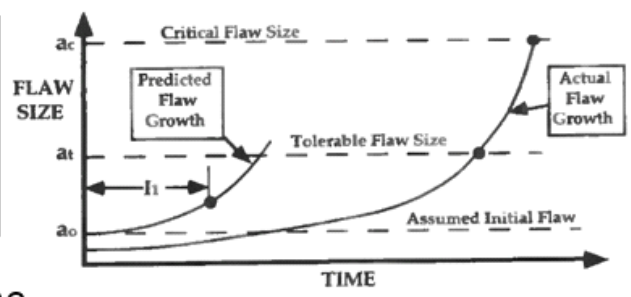 ac
Critical Flaw Size
FLAW
SIZE
Predicted
Flaw
Growth
Actual
Flaw
Growth
Tolerable Flaw Size
at
I1
Assumed Initial Flaw
ao
TIME